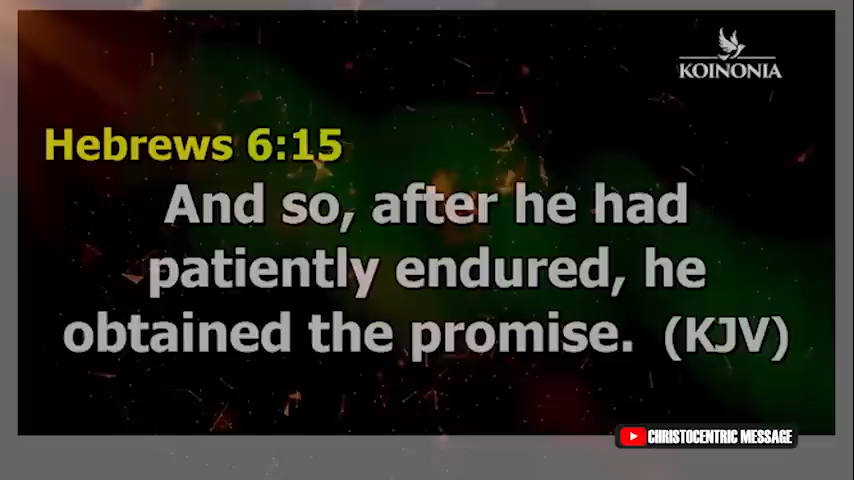 KOINONIA
Hebrews 6:15
And so, after he had
patiently endured, he
obtained the promise. (KJV)
CHRISTOCENTRIC MESSAGE